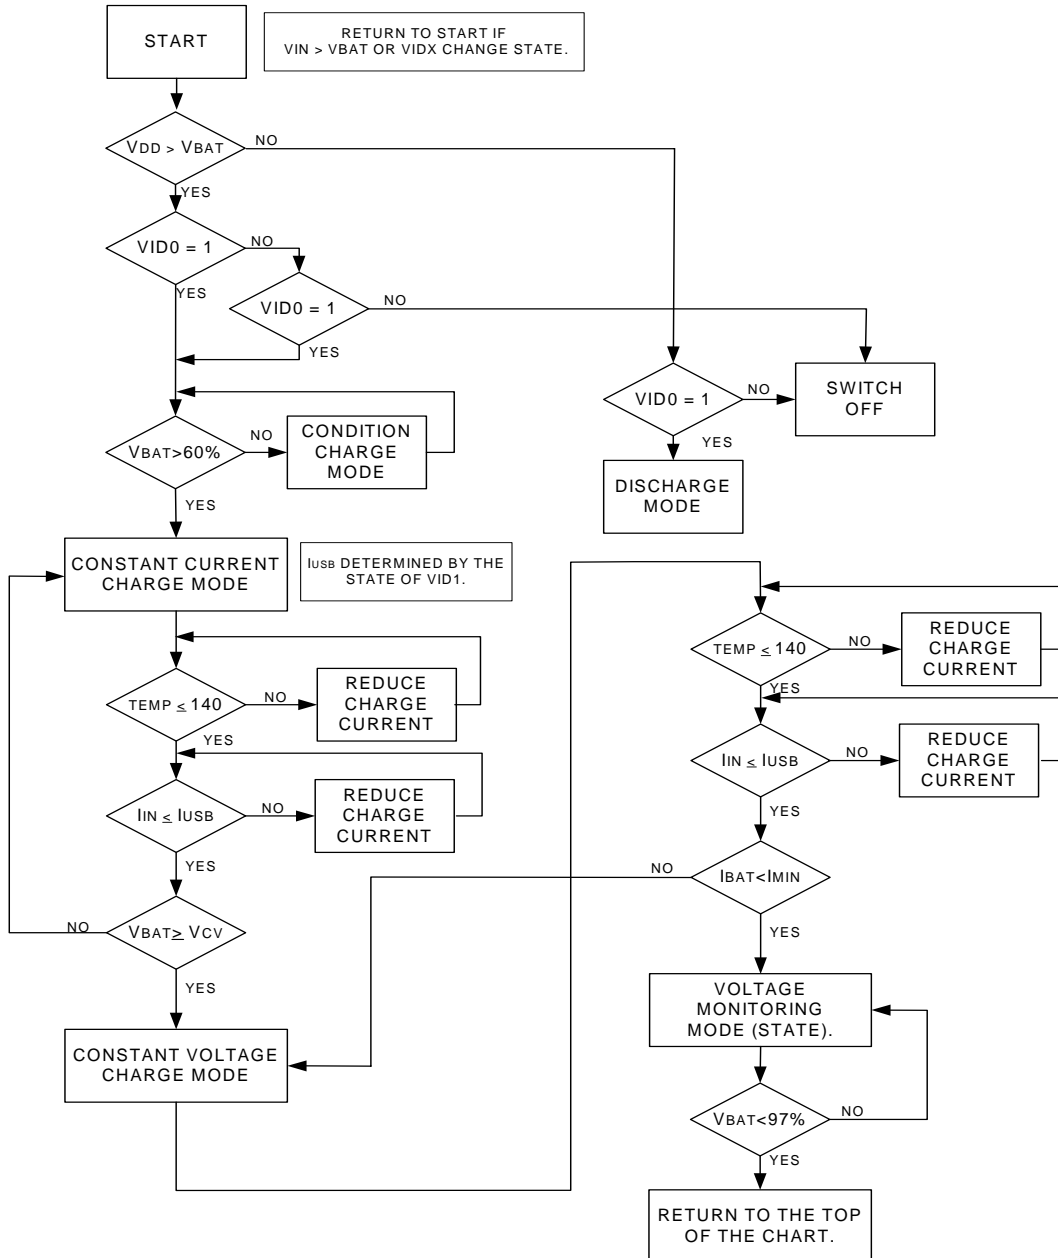 START
RETURN TO START IF
VIN > VBAT OR VIDX CHANGE STATE.
VDD > VBAT
NO
YES
VID0 = 1
NO
YES
VID0 = 1
NO
YES
VBAT>60%
NO
YES
CONDITION
CHARGE
MODE
VID0 = 1
NO
YES
SWITCH
OFF
DISCHARGE
MODE
CONSTANT CURRENT
CHARGE MODE
IUSB DETERMINED BY THE
STATE OF VID1.
TEMP ≤ 140
NO
YES
REDUCE
CHARGE
CURRENT
IIN ≤ IUSB
NO
YES
REDUCE
CHARGE
CURRENT
VBAT≥ VCV
NO
YES
CONSTANT VOLTAGE
CHARGE MODE
TEMP ≤ 140
NO
YES
REDUCE
CHARGE
CURRENT
IIN ≤ IUSB
NO
YES
REDUCE
CHARGE
CURRENT
IBAT<IMIN
NO
YES
VOLTAGE
MONITORING
MODE (STATE).
VBAT<97%
NO
YES
RETURN TO THE TOP
OF THE CHART.